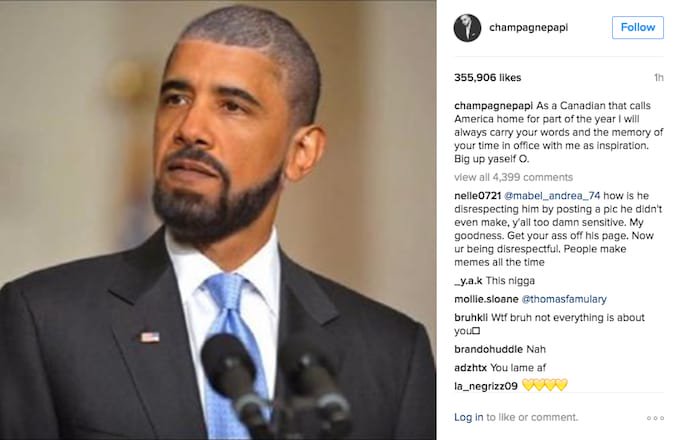 champagnepapi
Follow
355,906 likes
1h
champagnepapi As a Canadian that calls
America home for part of the year I will
always carry your words and the memory of
your time in office with me as inspiration.
Big up yaself O.
view all 4,399 comments
nelle0721 @mabel_andrea_74 how is he
disrespecting him by posting a pic he didn't
even make, y'all too damn sensitive. My
goodness. Get your ass off his page. Now
ur being disrespectful. People make
memes all the time
_y.a.k This nigga
mollie.sloane @thomasfamulary
bruhkli Wtf bruh not everything is about
you□
brandohuddle Nah
adzhtx You lame af
la_negrizz09 💛💛💛💛
Log in to like or comment.